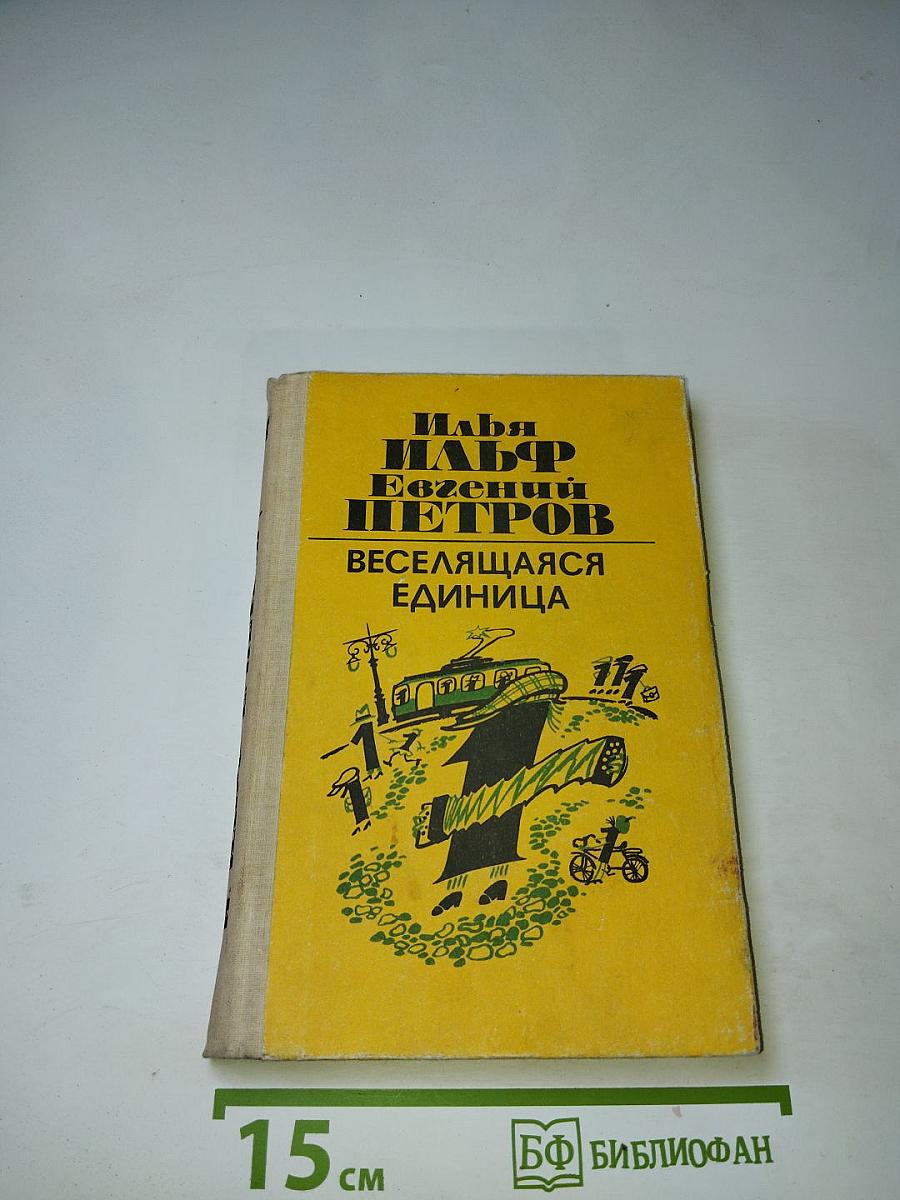 Илья
ИЛЬФ
Евгений
ПЕТРОВ
ВЕСЕЛЯЩАЯСЯ
ЕДИНИЦА
15 см
БФ БИБЛИОФАН